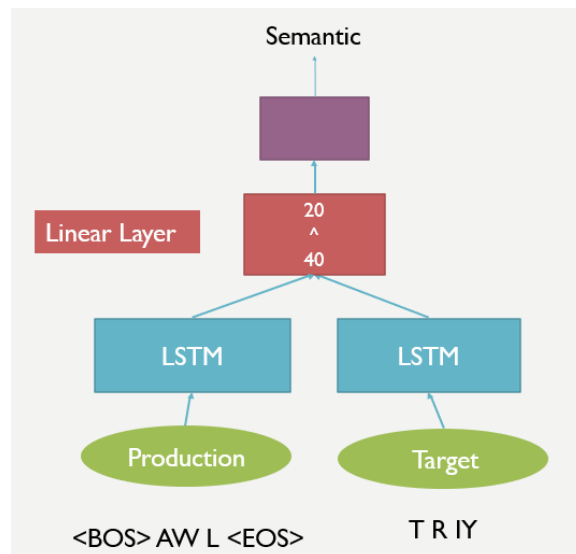 Semantic
20
^
40
Linear Layer
LSTM
LSTM
Production
Target
<BOS> AW L <EOS>
T R IY